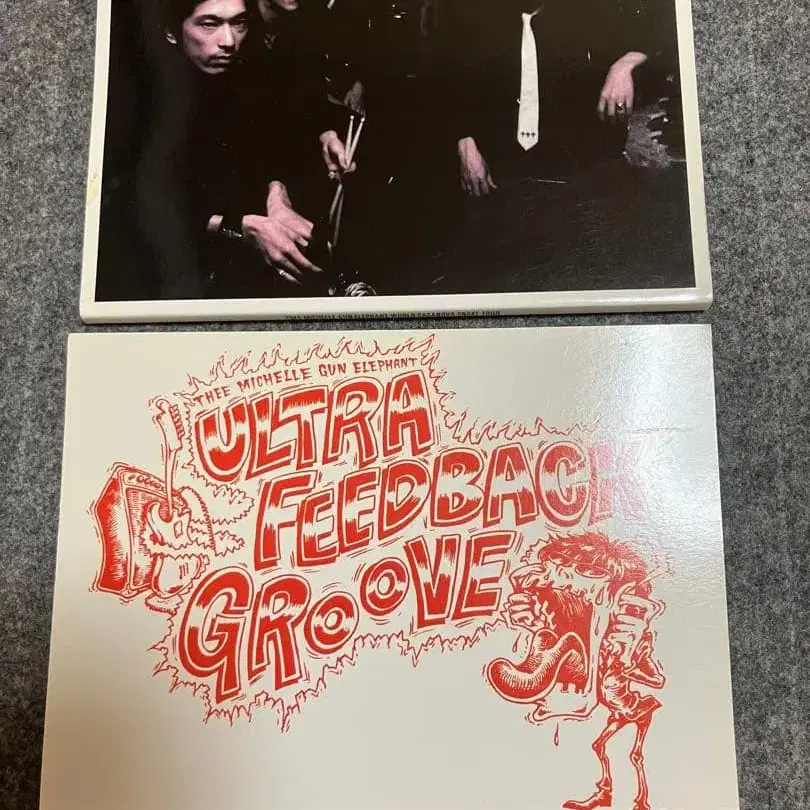 THEE MICHELLE GUN ELEPHANT WORLD CASANOVA SNAKE TOUR
THEE MICHELLE GUN ELEPHANT
ULTRA
FEEDBACK
GROOVE